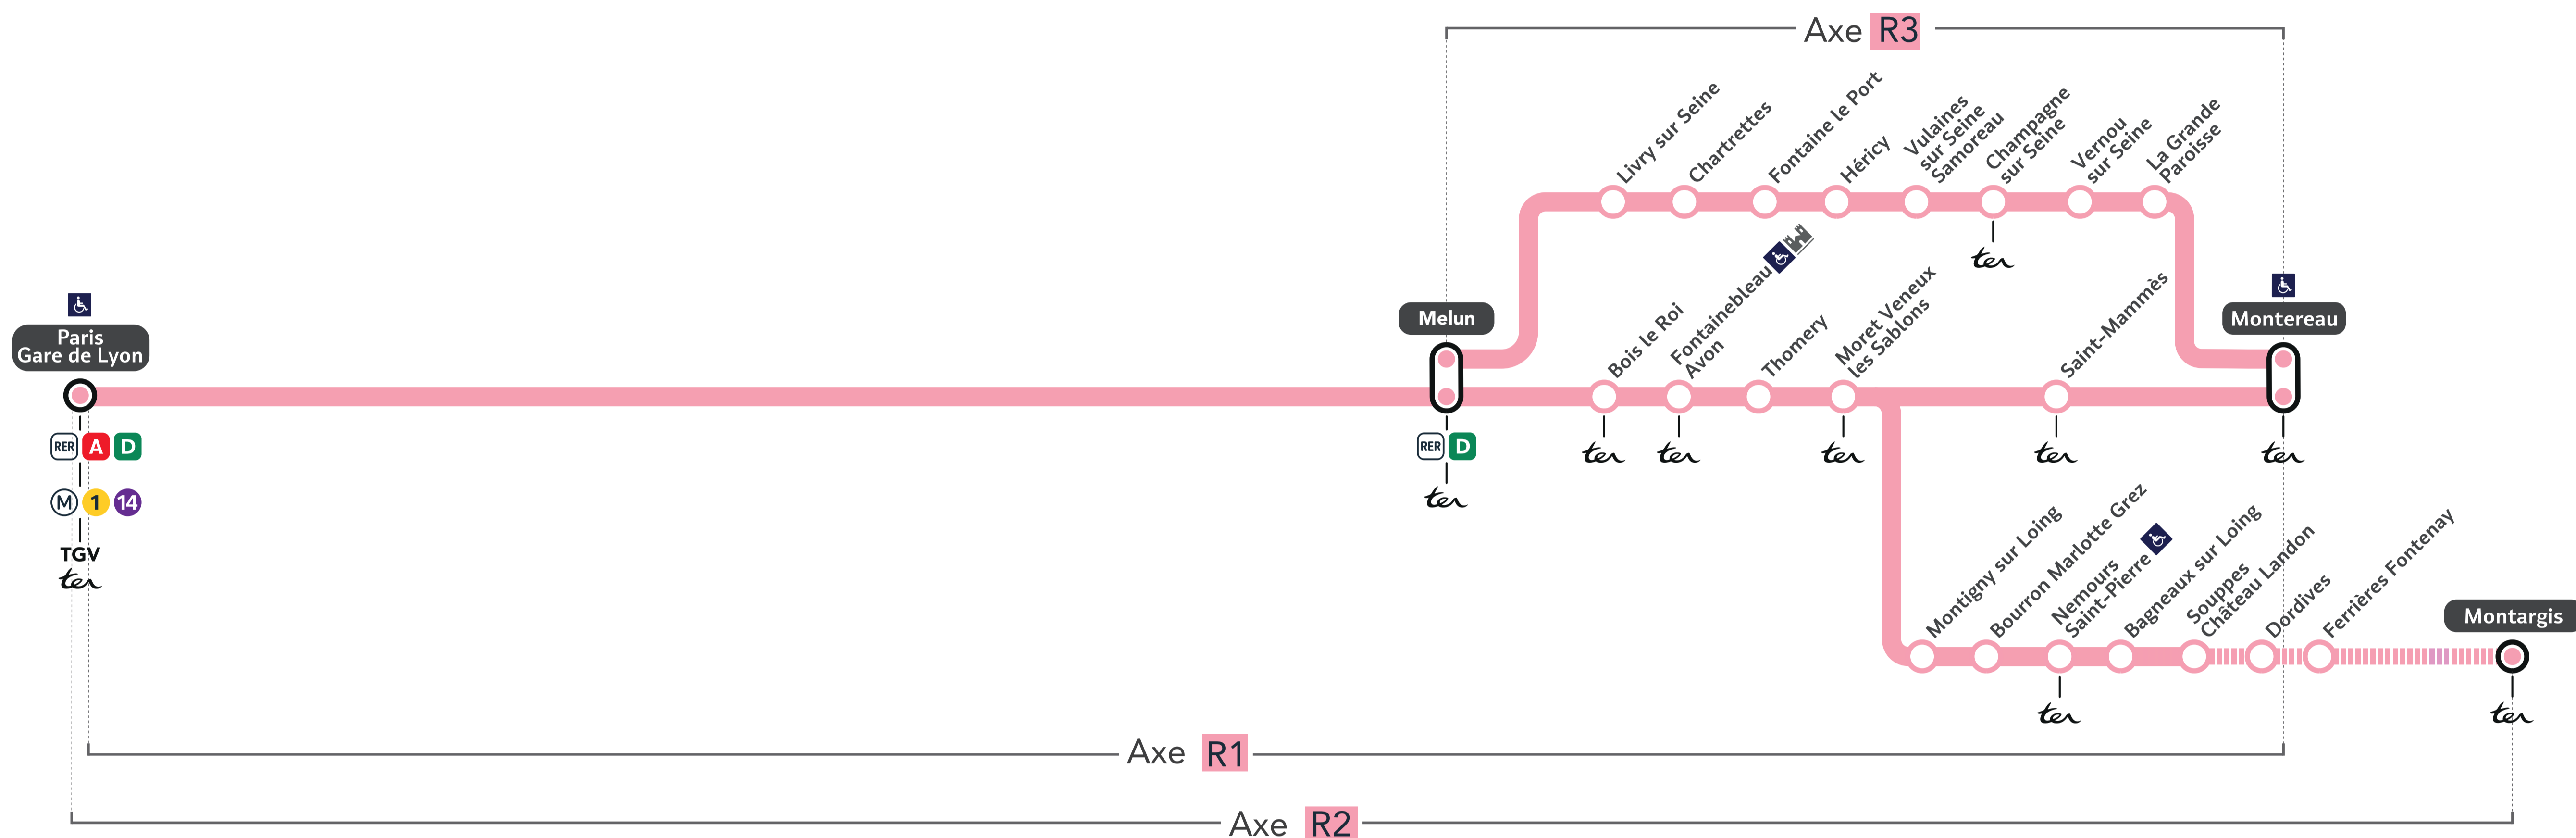 Axe R3
Livry sur Seine
Chartrettes
Fontaine le Port
Héricy
Vulaines
sur Seine
Samoreau
Champagne
sur Seine
Vernou
sur Seine
La Grande
Paroisse
ter
Paris
Gare de Lyon
Melun
Bois le Roi
Fontainebleau
Avon
Thomery
Moret Veneux
les Sablons
Saint-Mammès
Montereau
RER A D
M 1 14
TGV
ter
RER D
ter
ter
ter
ter
ter
ter
Montigny sur Loing
Bourron Marlotte Grez
Nemours
Saint-Pierre
Bagneaux sur Loing
Souppes
Château Landon
Dordives
Ferrières Fontenay
Montargis
ter
ter
Axe R1
Axe R2